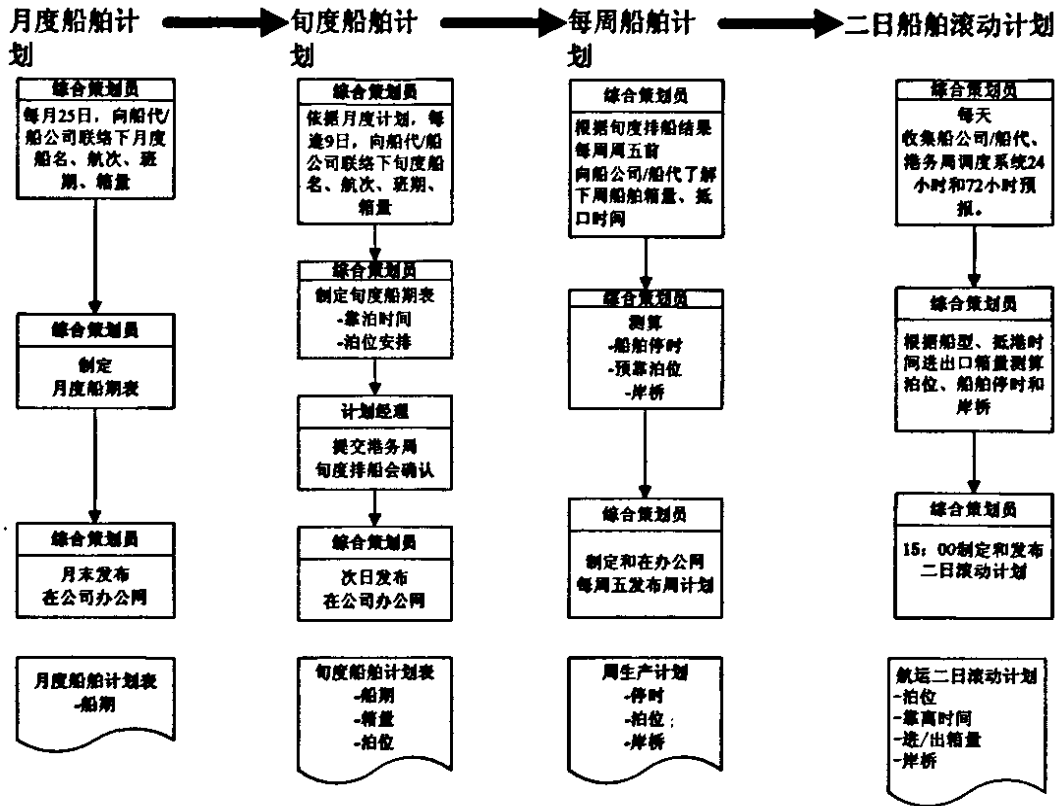 月度船舶计
划
旬度船舶计
划
每周船舶计
划
二日船舶滚动计划
综合策划员
每月25日，向船代/
船公司联络下月度
船名、航次、班
期、箱量
综合策划员
制定
月度船期表
综合策划员
月末发布
在公司办公网
月度船舶计划表
-船期
综合策划员
依据月度计划，每
逢9日，向船代/船
公司联络下旬度船
名、航次、班期、
箱量
综合策划员
制定旬度船期表
-靠泊时间
-泊位安排
计划经理
提交港务局
旬度排船会确认
综合策划员
次日发布
在公司办公网
旬度船舶计划表
-船期
-箱量
-泊位
综合策划员
根据旬度排船结果
每周周五前
向船公司/船代了解
下周船舶箱量、抵
口时间
综合策划员
测算
-船舶停时
-预靠泊位
-岸桥
综合策划员
制定和在办公网
每周五发布周计划
周生产计划
-停时
-泊位;
-岸桥
综合策划员
每天
收集船公司/船代、
港务局调度系统24
小时和72小时预
报。
综合策划员
根据船型、抵港时
间进出口箱量测算
泊位、船舶停时和
岸桥
综合策划员
15：00制定和发布
二日滚动计划
航运二日滚动计划
-泊位
-靠离时间
-进/出箱量
-岸桥